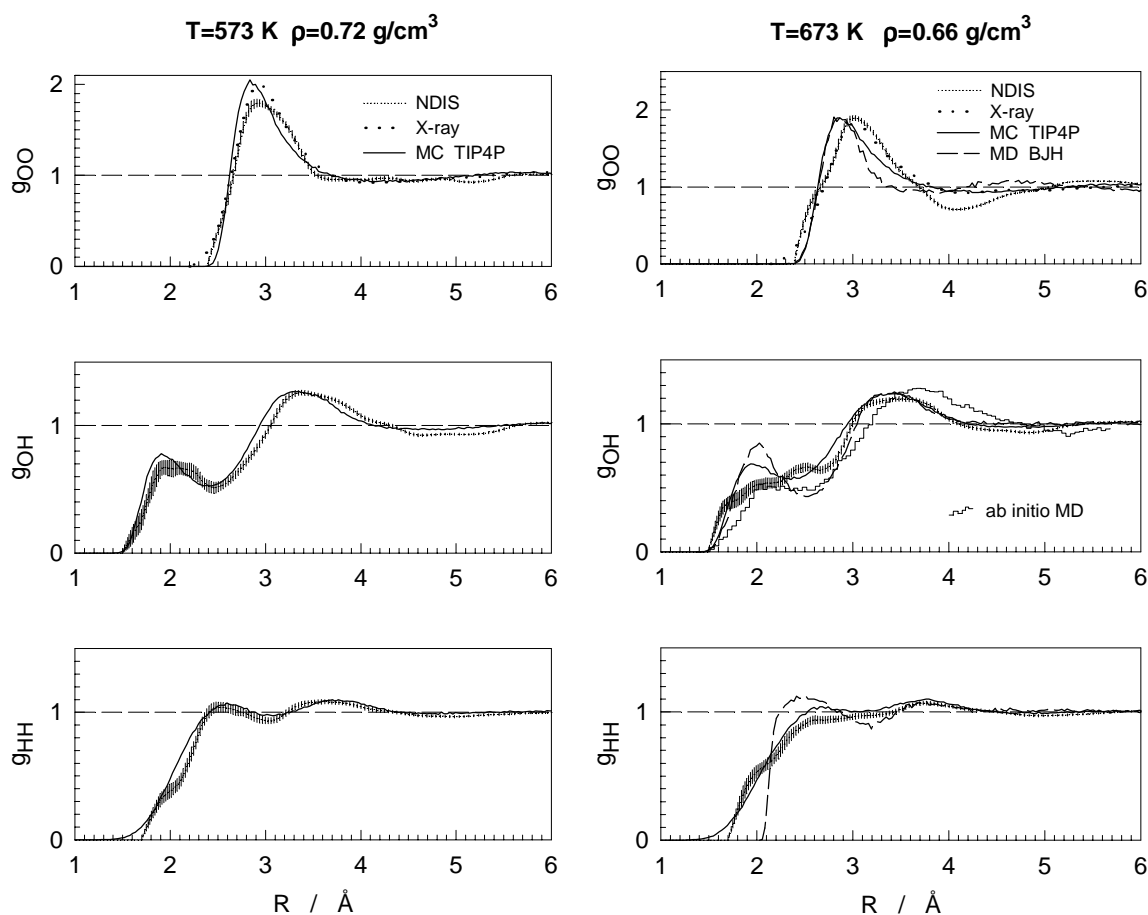 T=573 K ρ=0.72 g/cm³
T=673 K ρ=0.66 g/cm³
2
1
0
gOO
NDIS
X-ray
MC TIP4P
1 2 3 4 5 6
2
1
0
gOO
NDIS
X-ray
MC TIP4P
MD BJH
1 2 3 4 5 6
1
0
gOH
1 2 3 4 5 6
1
0
gOH
ab initio MD
1 2 3 4 5 6
1
0
gHH
1 2 3 4 5 6
R / Å
1
0
gHH
1 2 3 4 5 6
R / Å